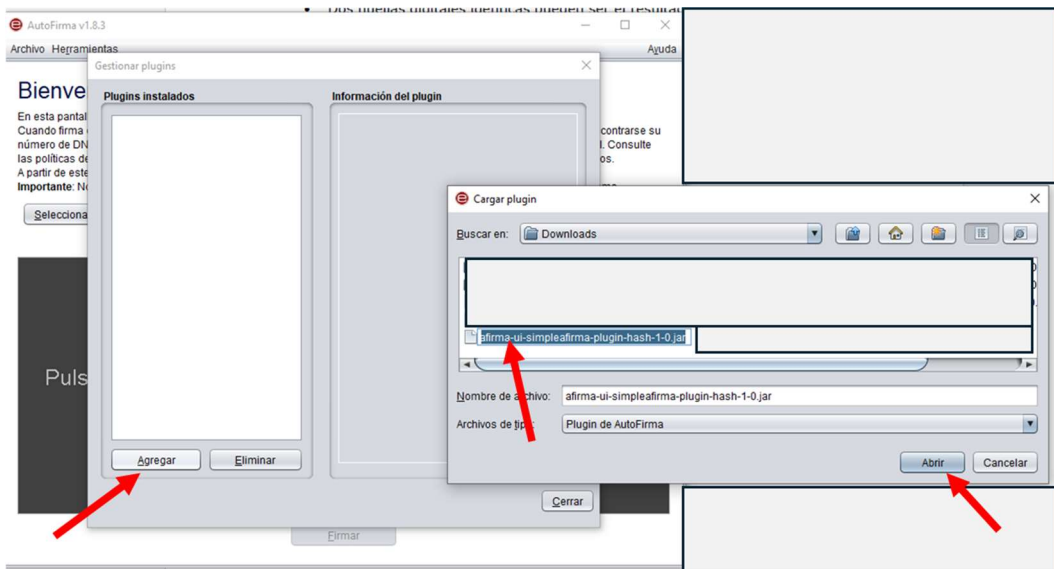 Dos huellas digitales idénticas pueden ser el resultad
AutoFirma v1.8.3
Archivo Herramientas Ayuda
Gestionar plugins
Bienve
Plugins instalados Información del plugin
En esta pantal
Cuando firma contrarse su
número de DN l. Consulte
las políticas de os.
A partir de este
Importante: No
Selecciona
Cargar plugin
Buscar en: Downloads
afirma-ui-simpleafirma-plugin-hash-1-0.jar
Puls
Nombre de archivo: afirma-ui-simpleafirma-plugin-hash-1-0.jar
Archivos de tipo: Plugin de AutoFirma
Agregar Eliminar
Abrir Cancelar
Cerrar
Firmar